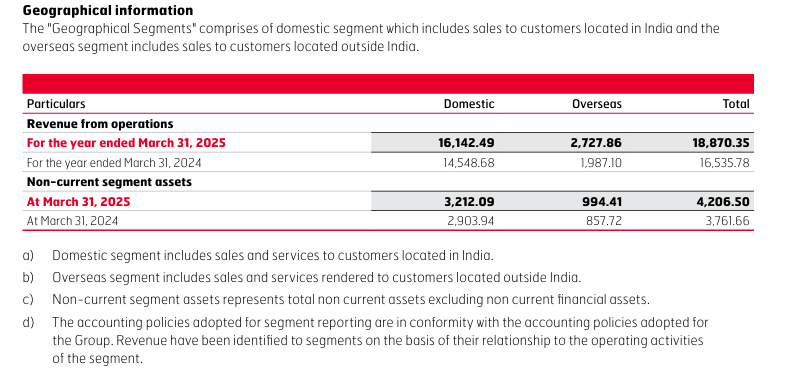 Geographical information
The "Geographical Segments" comprises of domestic segment which includes sales to customers located in India and the
overseas segment includes sales to customers located outside India.
Particulars Domestic Overseas Total
Revenue from operations
For the year ended March 31, 2025 16,142.49 2,727.86 18,870.35
For the year ended March 31, 2024 14,548.68 1,987.10 16,535.78
Non-current segment assets
At March 31, 2025 3,212.09 994.41 4,206.50
At March 31, 2024 2,903.94 857.72 3,761.66
a) Domestic segment includes sales and services to customers located in India.
b) Overseas segment includes sales and services rendered to customers located outside India.
c) Non-current segment assets represents total non current assets excluding non current financial assets.
d) The accounting policies adopted for segment reporting are in conformity with the accounting policies adopted for
the Group. Revenue have been identified to segments on the basis of their relationship to the operating activities
of the segment.